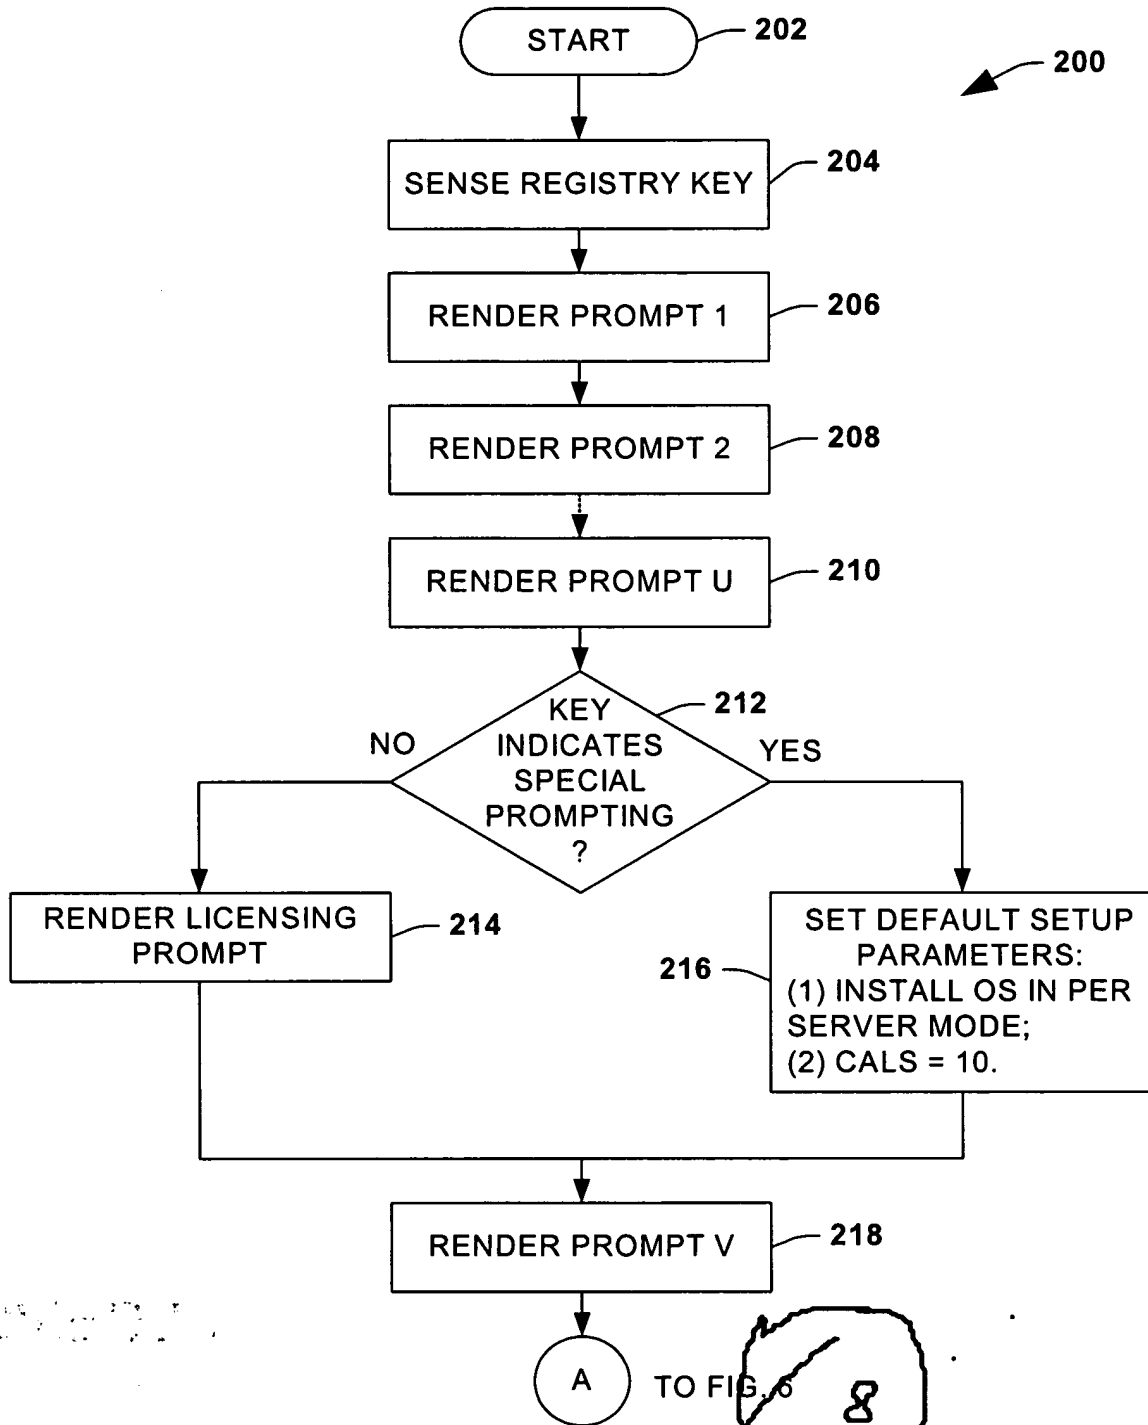 START
202
200
SENSE REGISTRY KEY
204
RENDER PROMPT 1
206
RENDER PROMPT 2
208
RENDER PROMPT U
210
KEY
INDICATES
SPECIAL
PROMPTING
?
212
NO
YES
RENDER LICENSING
PROMPT
214
216
SET DEFAULT SETUP
PARAMETERS:
(1) INSTALL OS IN PER
SERVER MODE;
(2) CALS = 10.
RENDER PROMPT V
218
A
TO FIG. 6
8